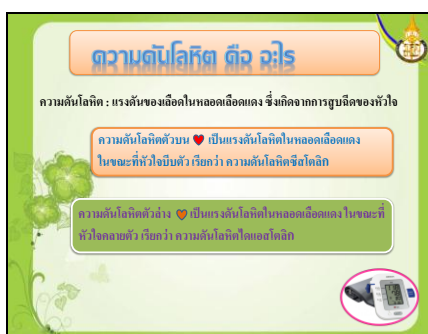 ความดันโลหิต คือ อะไร
ความดันโลหิต : แรงดันของเลือดในหลอดเลือดแดง ซึ่งเกิดจากการสูบฉีดของหัวใจ
ความดันโลหิตตัวบน ❤ เป็นแรงดันโลหิตในหลอดเลือดแดง
ในขณะที่หัวใจบีบตัว เรียกว่า ความดันโลหิตซีสโตลิก
ความดันโลหิตตัวล่าง 🧡 เป็นแรงดันโลหิตในหลอดเลือดแดง ในขณะที่
หัวใจคลายตัว เรียกว่า ความดันโลหิตไดแอสโตลิก